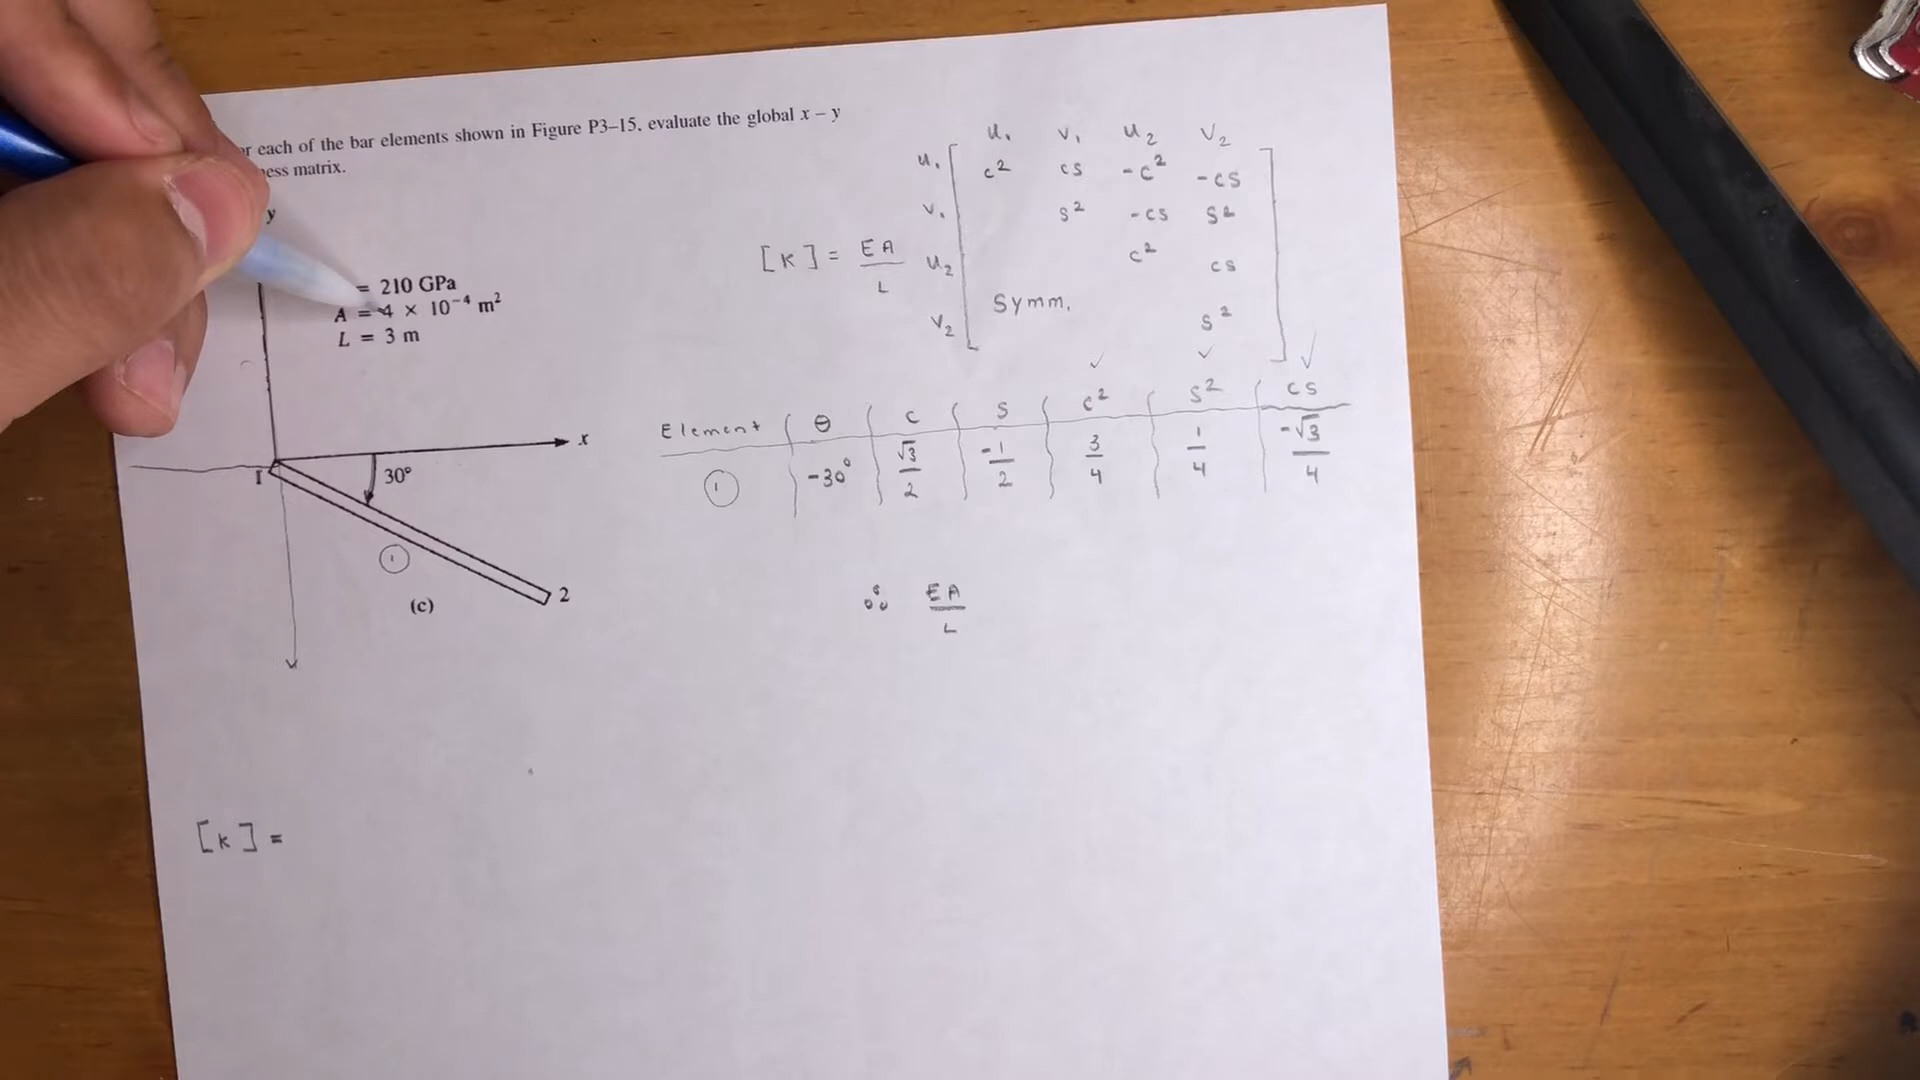 each of the bar elements shown in Figure P3–15, evaluate the global x – y
matrix.
y
= 210 GPa
A = 4 × 10⁻⁴ m²
L = 3 m
x
1
30°
①
2
(c)
u₁ v₁ u₂ v₂
u₁ c² cs -c² -cs
v₁ s² -cs s²
[K] = EA/L
u₂ c² cs
v₂ Symm. s²
✓ ✓ ✓
Element θ c s c² s² cs
① -30° √3/2 -1/2 3/4 1/4 -√3/4
∴ EA/L
[K] =